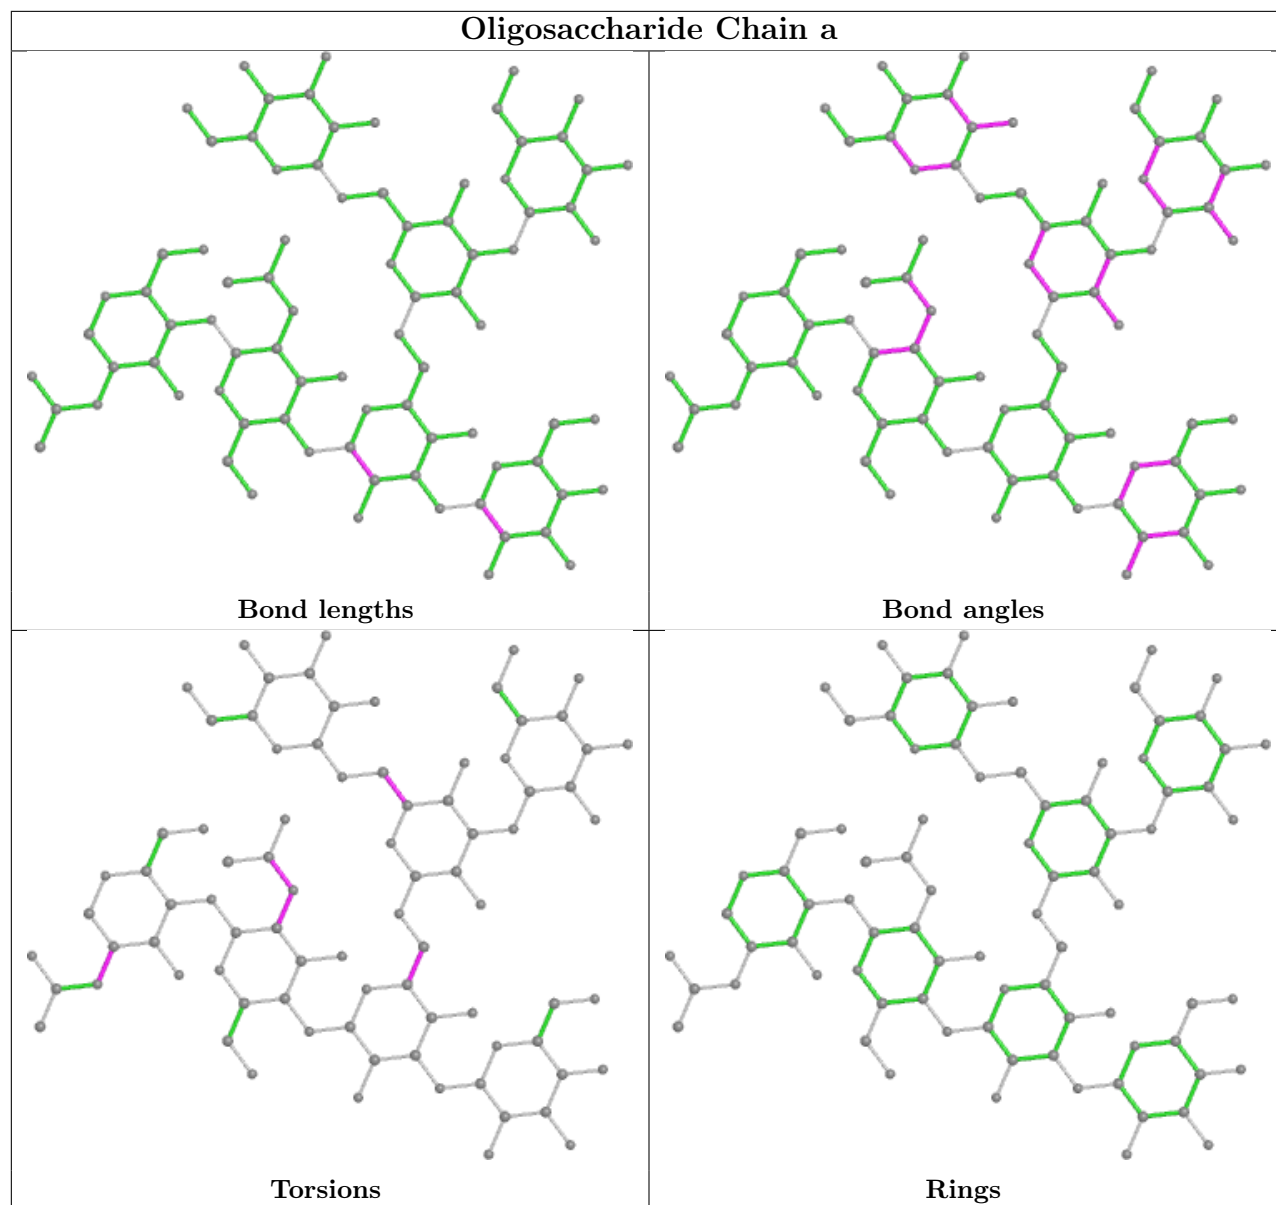 Oligosaccharide Chain a
Bond lengths
Bond angles
Torsions
Rings